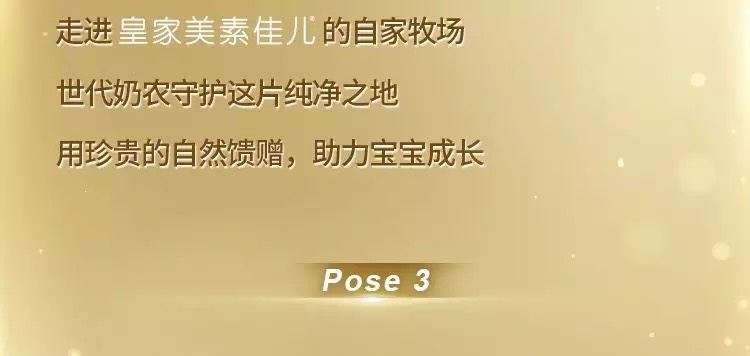 走进皇家美素佳儿的自家牧场
世代奶农守护这片纯净之地
用珍贵的自然馈赠，助力宝宝成长
Pose 3